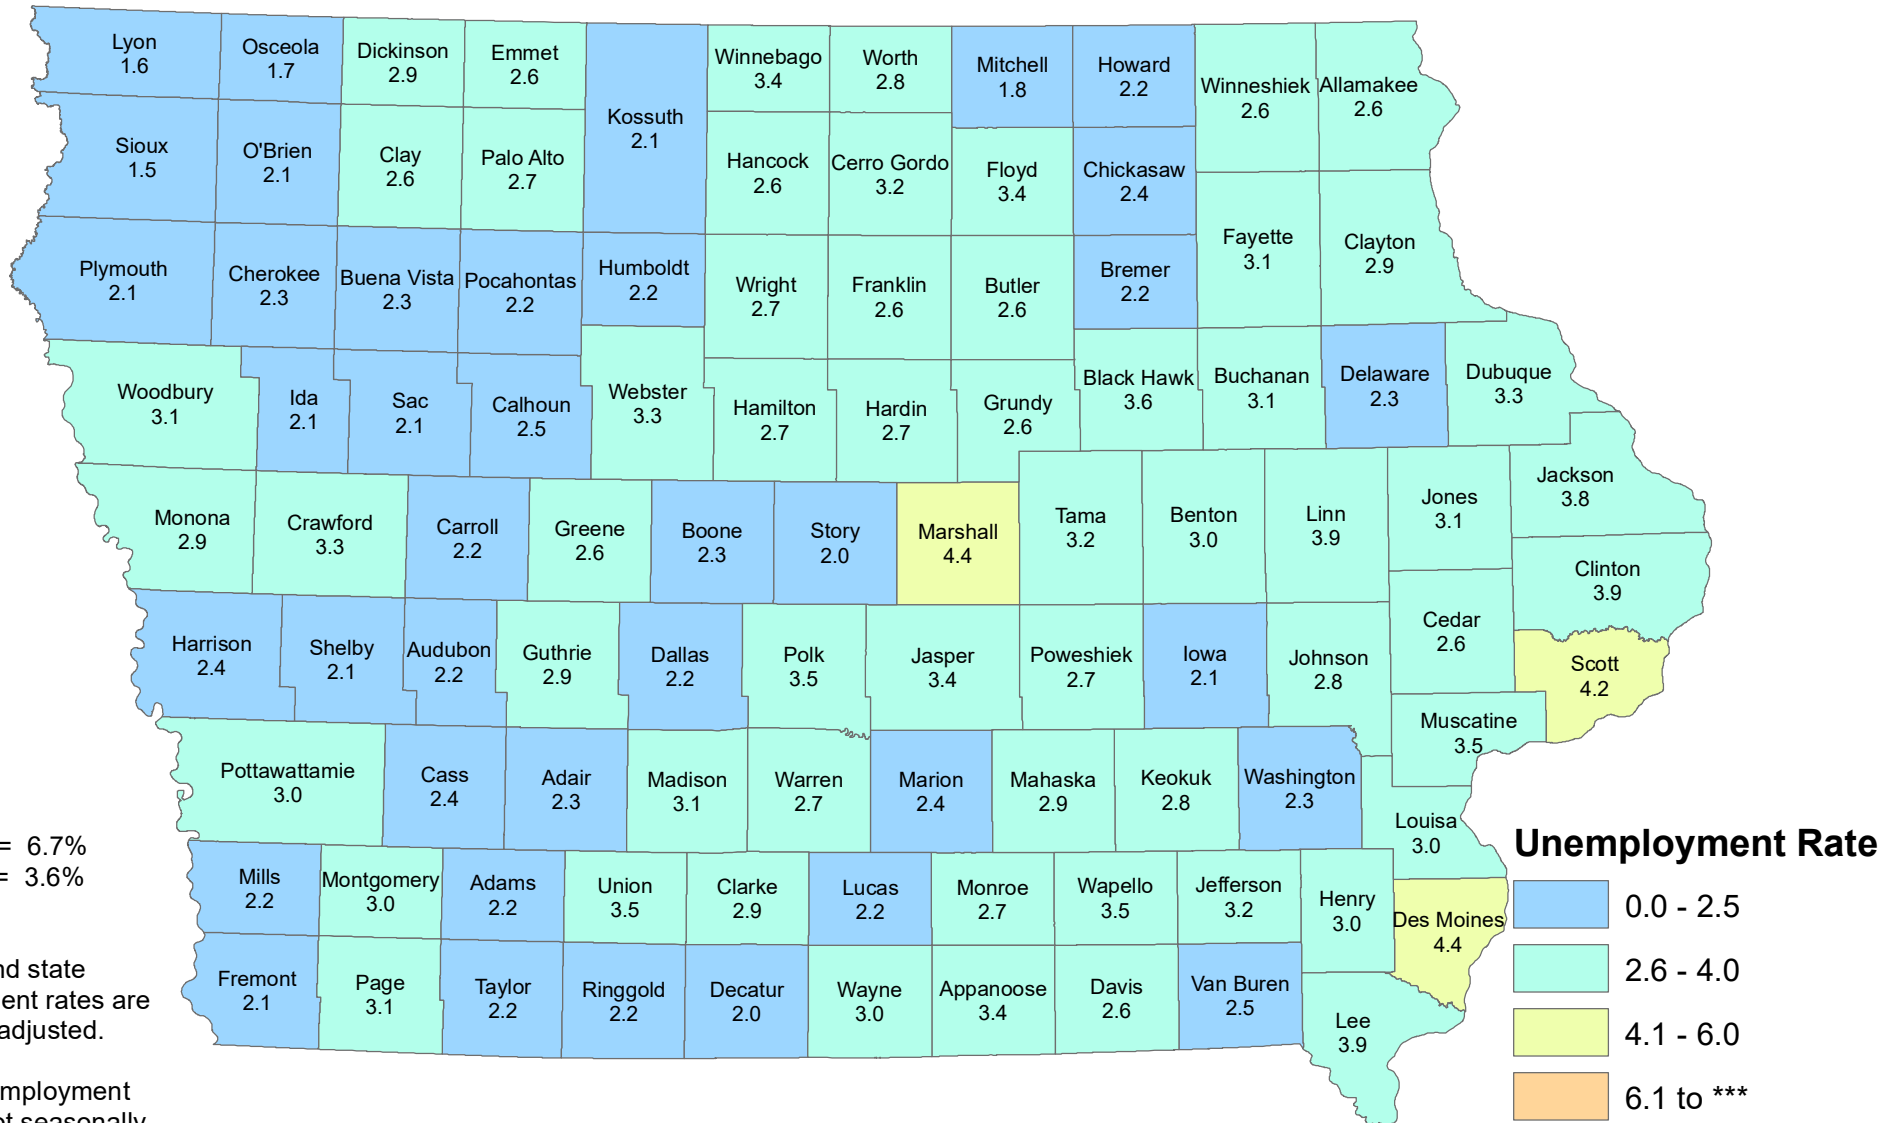 Lyon
1.6
Osceola
1.7
Dickinson
2.9
Emmet
2.6
Kossuth
2.1
Winnebago
3.4
Worth
2.8
Mitchell
1.8
Howard
2.2
Winneshiek
2.6
Allamakee
2.6
Sioux
1.5
O'Brien
2.1
Clay
2.6
Palo Alto
2.7
Hancock
2.6
Cerro Gordo
3.2
Floyd
3.4
Chickasaw
2.4
Fayette
3.1
Clayton
2.9
Plymouth
2.1
Cherokee
2.3
Buena Vista
2.3
Pocahontas
2.2
Humboldt
2.2
Wright
2.7
Franklin
2.6
Butler
2.6
Bremer
2.2
Woodbury
3.1
Ida
2.1
Sac
2.1
Calhoun
2.5
Webster
3.3
Hamilton
2.7
Hardin
2.7
Grundy
2.6
Black Hawk
3.6
Buchanan
3.1
Delaware
2.3
Dubuque
3.3
Monona
2.9
Crawford
3.3
Carroll
2.2
Greene
2.6
Boone
2.3
Story
2.0
Marshall
4.4
Tama
3.2
Benton
3.0
Linn
3.9
Jones
3.1
Jackson
3.8
Clinton
3.9
Harrison
2.4
Shelby
2.1
Audubon
2.2
Guthrie
2.9
Dallas
2.2
Polk
3.5
Jasper
3.4
Poweshiek
2.7
Iowa
2.1
Johnson
2.8
Cedar
2.6
Scott
4.2
Muscatine
3.5
Pottawattamie
3.0
Cass
2.4
Adair
2.3
Madison
3.1
Warren
2.7
Marion
2.4
Mahaska
2.9
Keokuk
2.8
Washington
2.3
Louisa
3.0
Mills
2.2
Montgomery
3.0
Adams
2.2
Union
3.5
Clarke
2.9
Lucas
2.2
Monroe
2.7
Wapello
3.5
Jefferson
3.2
Henry
3.0
Des Moines
4.4
Fremont
2.1
Page
3.1
Taylor
2.2
Ringgold
2.2
Decatur
2.0
Wayne
3.0
Appanoose
3.4
Davis
2.6
Van Buren
2.5
Lee
3.9
= 6.7%
= 3.6%
nd state
ent rates are
adjusted.
mployment
ot seasonally
Unemployment Rate
0.0 - 2.5
2.6 - 4.0
4.1 - 6.0
6.1 to ***